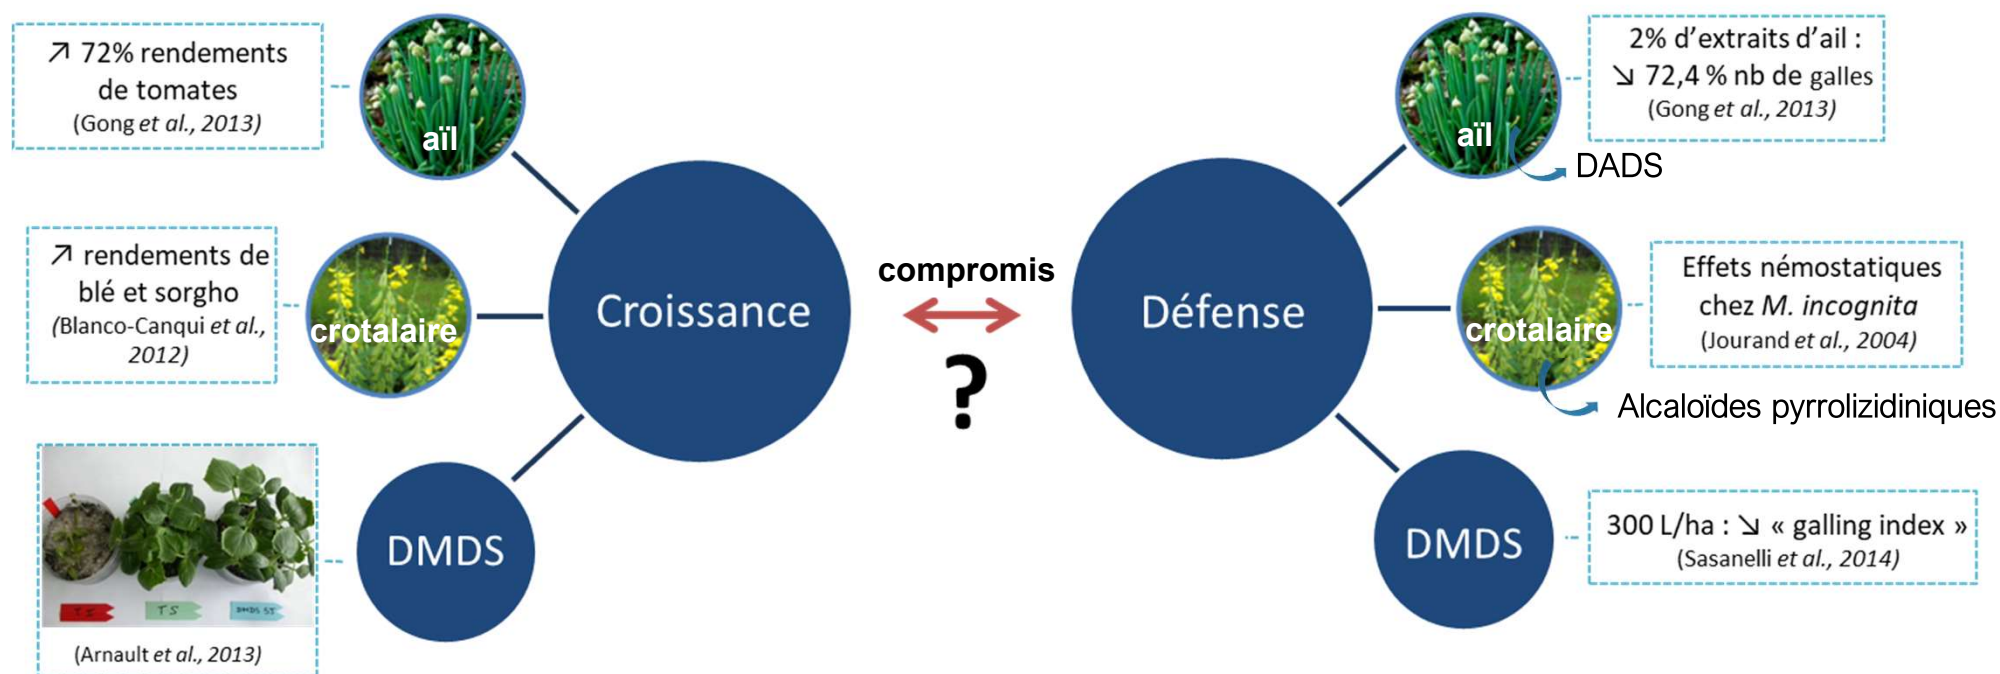 ↗ 72% rendements
de tomates
(Gong et al., 2013)
aïl
↗ rendements de
blé et sorgho
(Blanco-Canqui et al.,
2012)
crotalaire
Croissance
DMDS
T I
T S
DMDS ST
(Arnault et al., 2013)
compromis
?
Défense
aïl
DADS
2% d’extraits d’ail :
↘ 72,4 % nb de galles
(Gong et al., 2013)
crotalaire
Alcaloïdes pyrrolizidiniques
Effets némostatiques
chez M. incognita
(Jourand et al., 2004)
DMDS
300 L/ha : ↘ « galling index »
(Sasanelli et al., 2014)